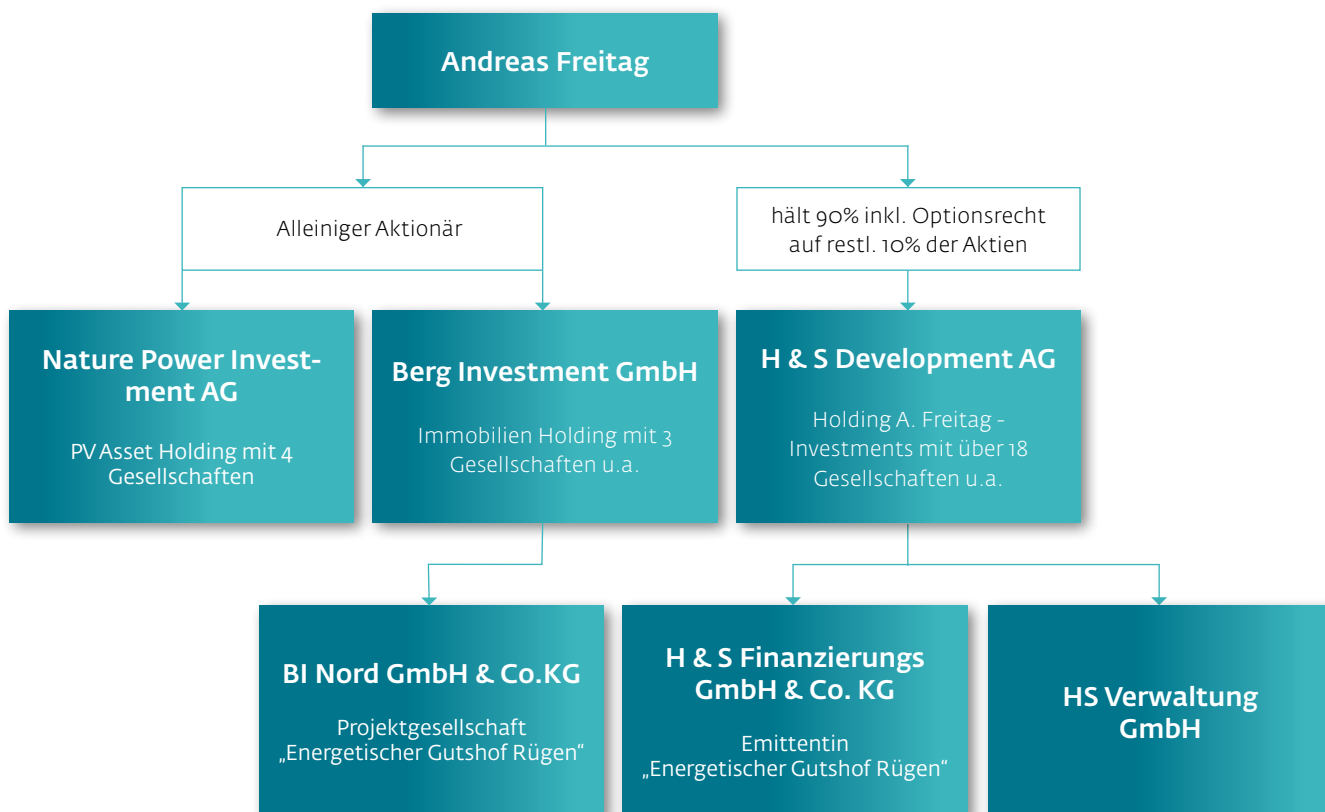 Andreas Freitag
Alleiniger Aktionär
hält 90% inkl. Optionsrecht
auf restl. 10% der Aktien
Nature Power Invest-
ment AG
PV Asset Holding mit 4
Gesellschaften
Berg Investment GmbH
Immobilien Holding mit 3
Gesellschaften u.a.
H & S Development AG
Holding A. Freitag -
Investments mit über 18
Gesellschaften u.a.
BI Nord GmbH & Co.KG
Projektgesellschaft
„Energetischer Gutshof Rügen“
H & S Finanzierungs
GmbH & Co. KG
Emittentin
„Energetischer Gutshof Rügen“
HS Verwaltung
GmbH